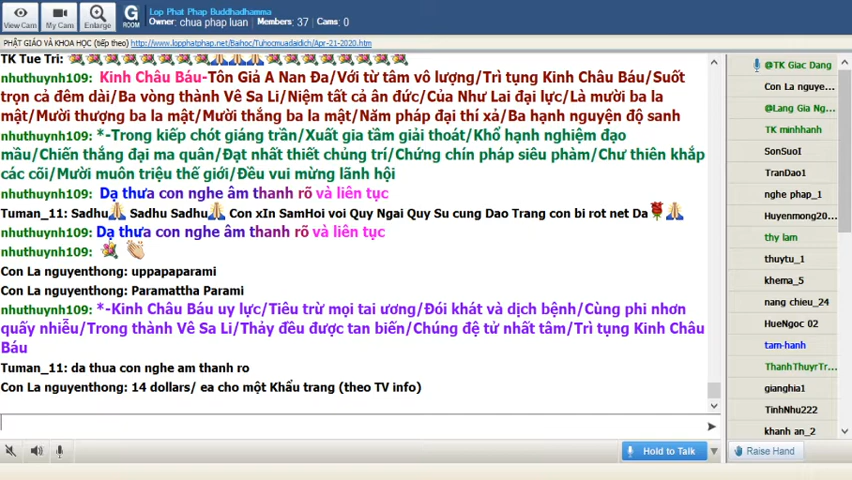 View Cam
My Cam
Enlarge
G
ROOM
Lop Phat Phap Buddhadhamma
Owner: chua phap luan Members: 37 Cams: 0
PHẬT GIÁO VÀ KHOA HỌC (tiếp theo) http://www.lopphatphap.net/Baihoc/Tuhocmuadaidich/Apr-21-2020.htm
TK Tue Tri: 💐💐💐💐💐💐💐💐💐🙏🙏🙏💐💐💐💐💐💐💐💐💐
nhuthuynh109: Kinh Châu Báu-Tôn Giả A Nan Đa/Với từ tâm vô lượng/Trì tụng Kinh Châu Báu/Suốt
trọn cả đêm dài/Ba vòng thành Vê Sa Li/Niệm tất cả ân đức/Của Như Lai đại lực/Là mười ba la
mật/Mười thượng ba la mật/Mười thắng ba la mật/Năm pháp đại thí xả/Ba hạnh nguyện độ sanh
nhuthuynh109: *-Trong kiếp chót giáng trần/Xuất gia tầm giải thoát/Khổ hạnh nghiệm đạo
mầu/Chiến thắng đại ma quân/Đạt nhất thiết chủng trí/Chứng chín pháp siêu phàm/Chư thiên khắp
các cõi/Mười muôn triệu thế giới/Đều vui mừng lãnh hội
nhuthuynh109: Dạ thưa con nghe âm thanh rõ và liên tục
Tuman_11: Sadhu🙏 Sadhu Sadhu🙏 Con xIn SamHoi voi Quy Ngai Quy Su cung Dao Trang con bi rot net Da🌹🙏
nhuthuynh109: Dạ thưa con nghe âm thanh rõ và liên tục
nhuthuynh109: 💐 👏
Con La nguyenthong: uppapaparami
Con La nguyenthong: Paramattha Parami
nhuthuynh109: *-Kinh Châu Báu uy lực/Tiêu trừ mọi tai ương/Đói khát và dịch bệnh/Cùng phi nhơn
quấy nhiễu/Trong thành Vê Sa Li/Thảy đều được tan biến/Chúng đệ tử nhất tâm/Trì tụng Kinh Châu
Báu
Tuman_11: da thua con nghe am thanh ro
Con La nguyenthong: 14 dollars/ ea cho một Khẩu trang (theo TV info)
Hold to Talk
@TK Giac Dang
Con La nguye...
@Lang Gia Ng...
TK minhhanh
SonSuoI
TranDao1
nghe phap_1
Huyenmong20...
thy lam
thuytu_1
khema_5
nang chieu_24
HueNgoc 02
tam-hanh
ThanhThuyrTr...
gianghia1
TinhNhu222
khanh an_2
Raise Hand